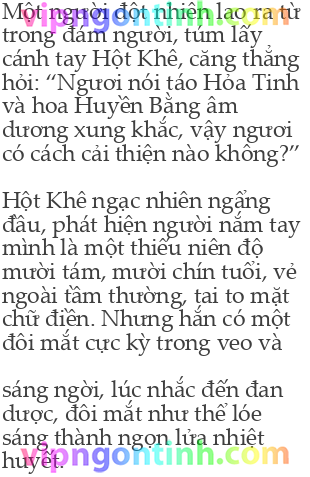 Một người đột nhiên lao ra từ
trong đám người, túm lấy
cánh tay Hột Khê, căng thẳng
hỏi: “Ngươi nói táo Hỏa Tinh
và hoa Huyền Bằng âm
dương xung khắc, vậy ngươi
có cách cải thiện nào không?”
Hột Khê ngạc nhiên ngẩng
đầu, phát hiện người nắm tay
mình là một thiếu niên độ
mười tám, mười chín tuổi, vẻ
ngoài tầm thường, tai to mặt
chữ điền. Nhưng hắn có một
đôi mắt cực kỳ trong veo và
sáng ngời, lúc nhắc đến đan
dược, đôi mắt như thể lóe
sáng thành ngọn lửa nhiệt
huyết.
vipngontinh.com
vipngontinh.com